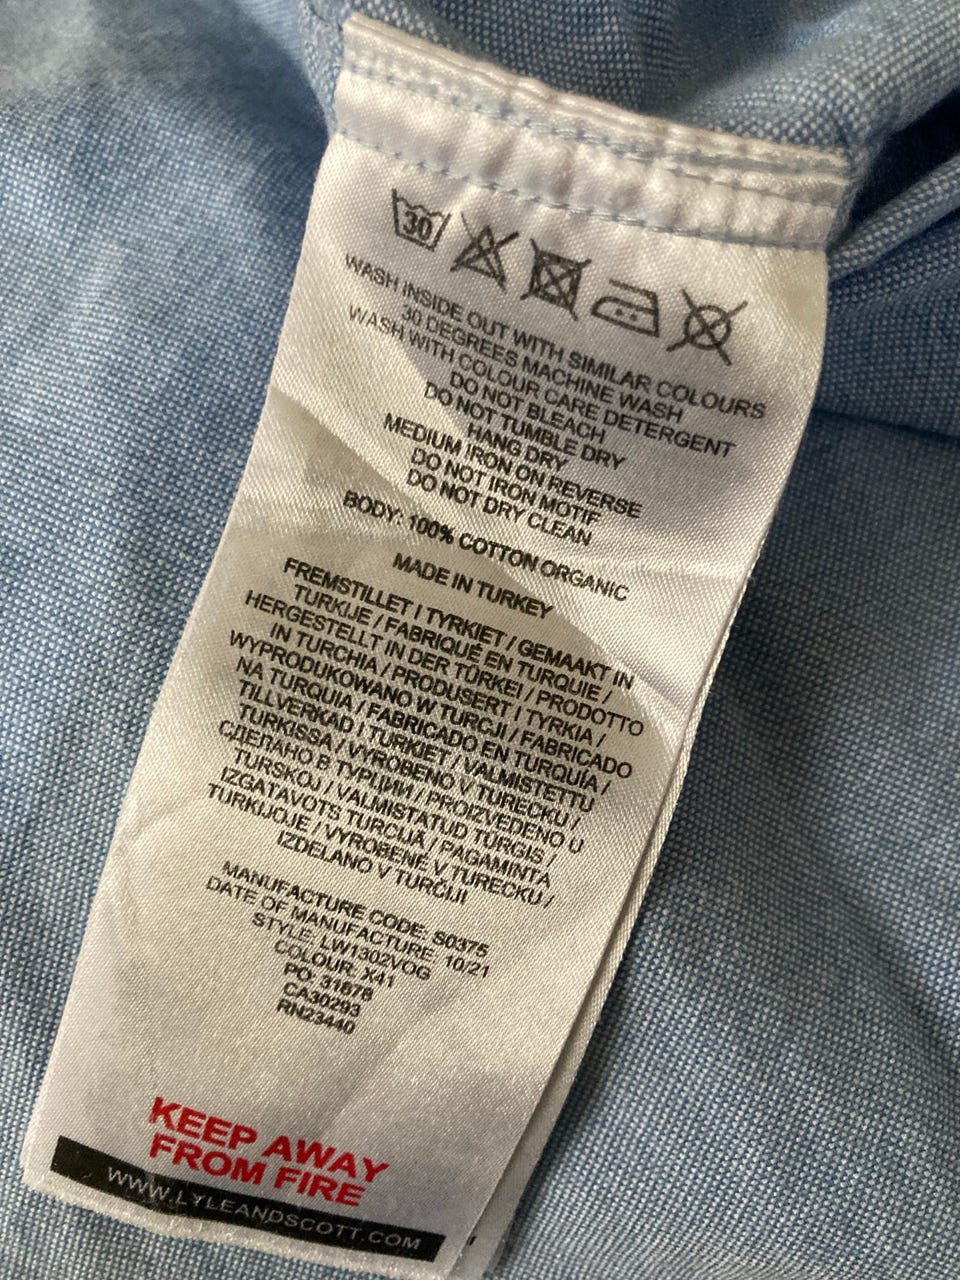 30
WASH INSIDE OUT WITH SIMILAR COLOURS
30 DEGREES MACHINE WASH
WASH WITH COLOUR CARE DETERGENT
DO NOT BLEACH
DO NOT TUMBLE DRY
HANG DRY
MEDIUM IRON ON REVERSE
DO NOT IRON MOTIF
DO NOT DRY CLEAN
BODY: 100% COTTON ORGANIC
MADE IN TURKEY
FREMSTILLET I TYRKIET / GEMAAKT IN
TURKIJE / FABRIQUÉ EN TURQUIE /
HERGESTELLT IN DER TÜRKEI / PRODOTTO
IN TURCHIA / PRODUSERT I TYRKIA /
WYPRODUKOWANO W TURCJI / FABRICADO
NA TURQUIA / FABRICADO EN TURQUÍA /
TILLVERKAD I TURKIET / VALMISTETTU
TURKISSA / VYROBENO V TURECKU /
СДЕЛАНО В ТУРЦИИ / PROIZVEDENO U
TURSKOJ / VALMISTATUD TÜRGIS /
IZGATAVOTS TURCIJĀ / PAGAMINTA
TURKIJOJE / VYROBENÉ V TURECKU /
IZDELANO V TURČIJI
MANUFACTURE CODE: S0375
DATE OF MANUFACTURE: 10/21
STYLE: LW1302VOG
COLOUR: X41
PO: 31878
CA30293
RN23440
KEEP AWAY
FROM FIRE
WWW.LYLEANDSCOTT.COM